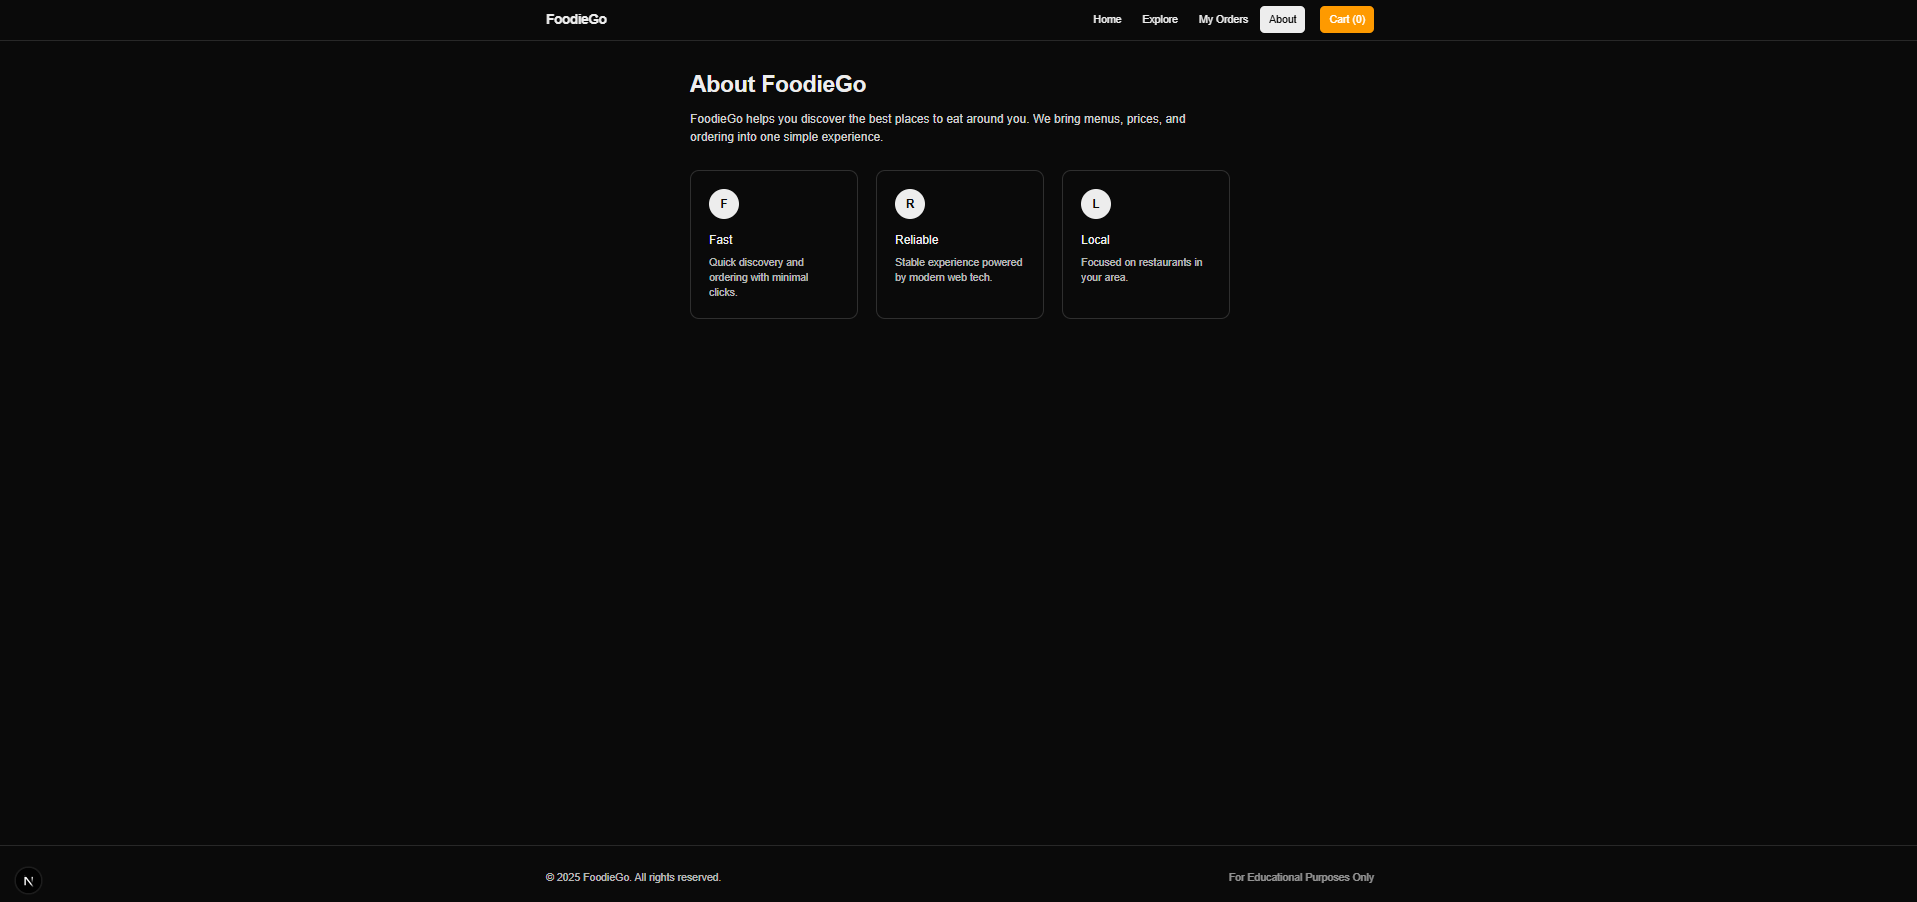 FoodieGo
Home
Explore
My Orders
About
Cart (0)
About FoodieGo
FoodieGo helps you discover the best places to eat around you. We bring menus, prices, and
ordering into one simple experience.
F
Fast
Quick discovery and
ordering with minimal
clicks.
R
Reliable
Stable experience powered
by modern web tech.
L
Local
Focused on restaurants in
your area.
N
© 2025 FoodieGo. All rights reserved.
For Educational Purposes Only